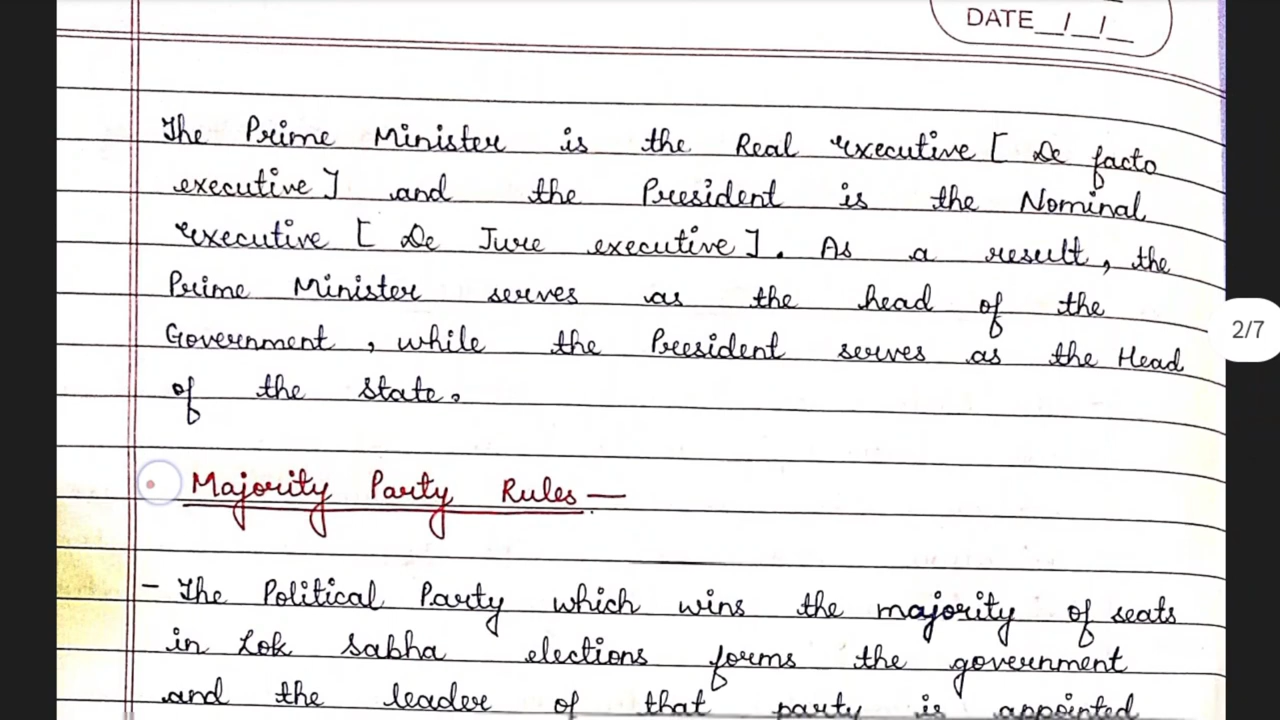 DATE__/__/__
The Prime Minister is the Real executive [ De facto
executive ] and the President is the Nominal
executive [ De Jure executive ]. As a result, the
Prime Minister serves as the head of the
2/7
Government, while the President serves as the Head
of the state.
Majority Party Rules —
- The Political Party which wins the majority of seats
in Lok Sabha elections forms the government
and the leader of that party is appointed